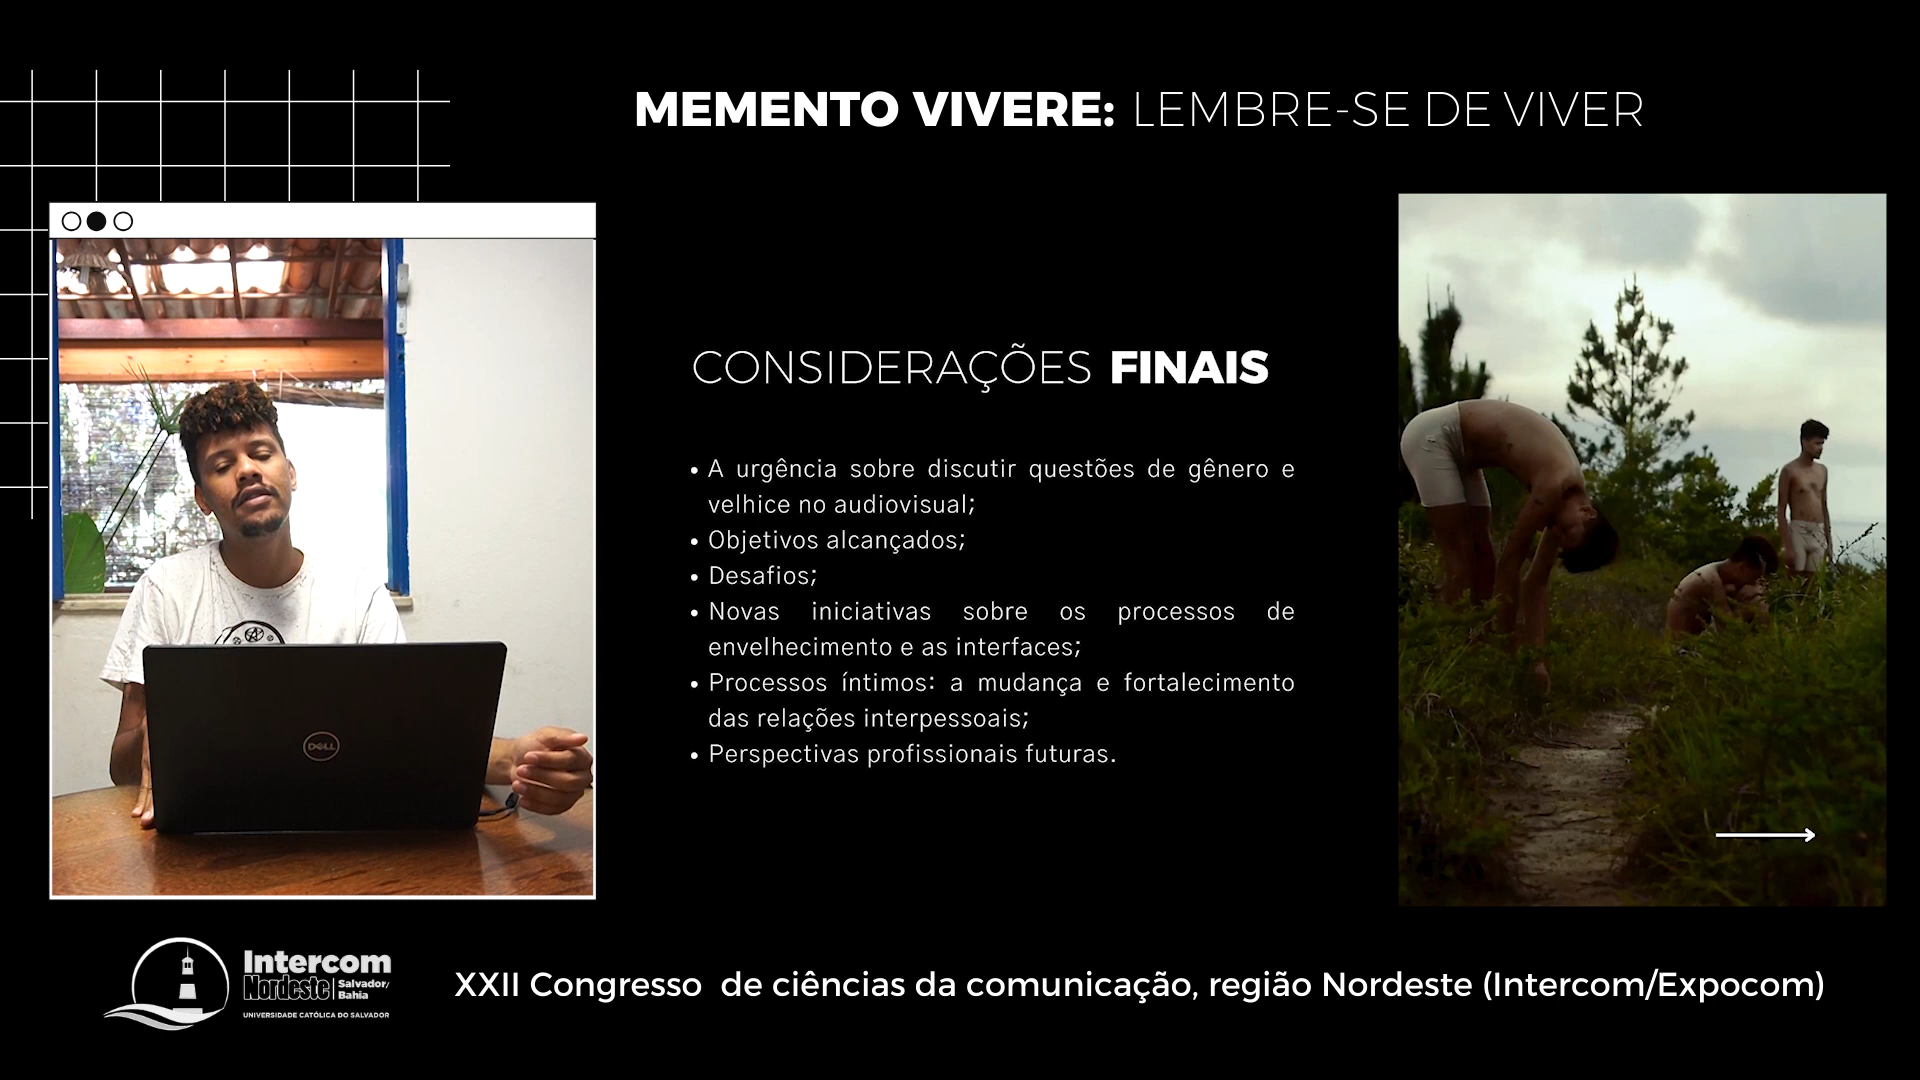 MEMENTO VIVERE: LEMBRE-SE DE VIVER
CONSIDERAÇÕES FINAIS
• A urgência sobre discutir questões de gênero e
velhice no audiovisual;
• Objetivos alcançados;
• Desafios;
• Novas iniciativas sobre os processos de
envelhecimento e as interfaces;
• Processos íntimos: a mudança e fortalecimento
das relações interpessoais;
• Perspectivas profissionais futuras.
DELL
Intercom
Nordeste Salvador/
Bahia
UNIVERSIDADE CATÓLICA DO SALVADOR
XXII Congresso de ciências da comunicação, região Nordeste (Intercom/Expocom)